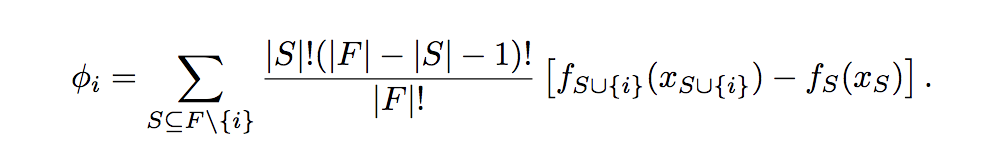 $\phi_i = \sum_{S \subseteq F \setminus \{i\}} \frac{|S|!(|F| - |S| - 1)!}{|F|!} \left[ f_{S \cup \{i\}}(x_{S \cup \{i\}}) - f_S(x_S) \right].$